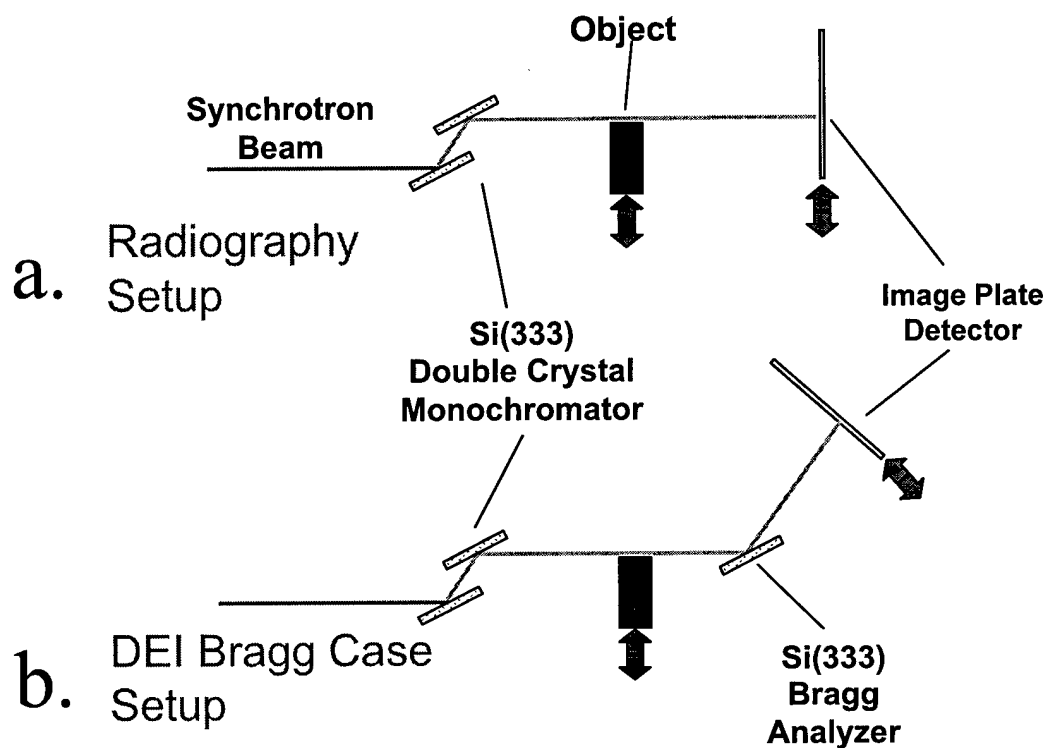 Object
Synchrotron
Beam
a.
Radiography
Setup
Image Plate
Detector
Si(333)
Double Crystal
Monochromator
b.
DEI Bragg Case
Setup
Si(333)
Bragg
Analyzer